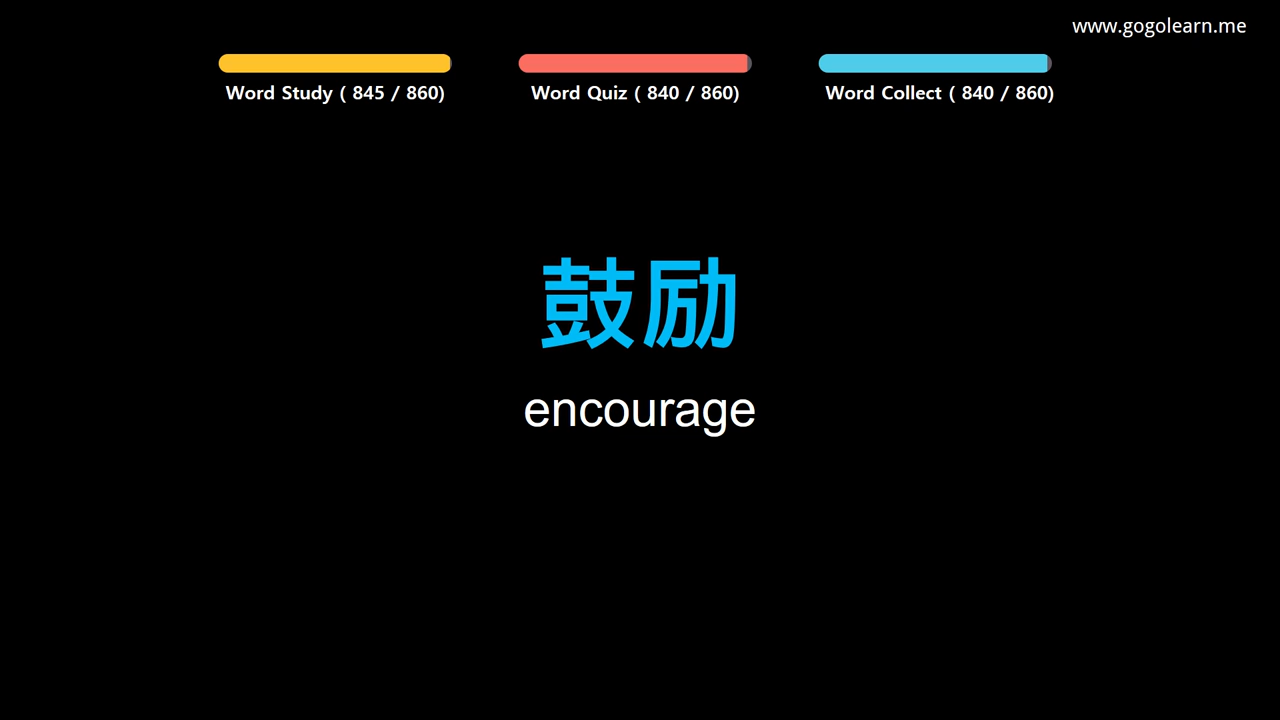 www.gogolearn.me
Word Study ( 845 / 860)
Word Quiz ( 840 / 860)
Word Collect ( 840 / 860)
鼓励
encourage